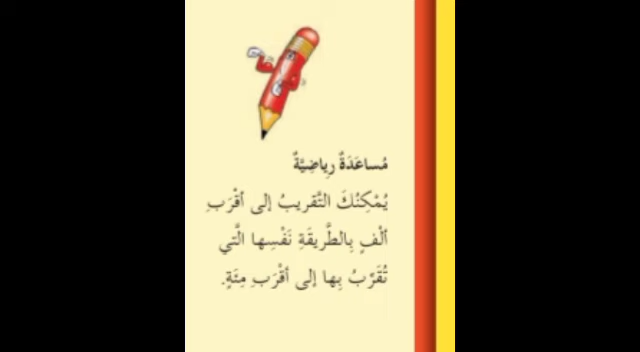 مُساعَدَةٌ رِياضِيَّةٌ
يُمْكِنُكَ التَّقريبُ إلى أقْرَبِ
ألْفٍ بِالطَّريقَةِ نَفْسِها الَّتي
تُقَرِّبُ بِها إلى أقْرَبِ مِئَةٍ.